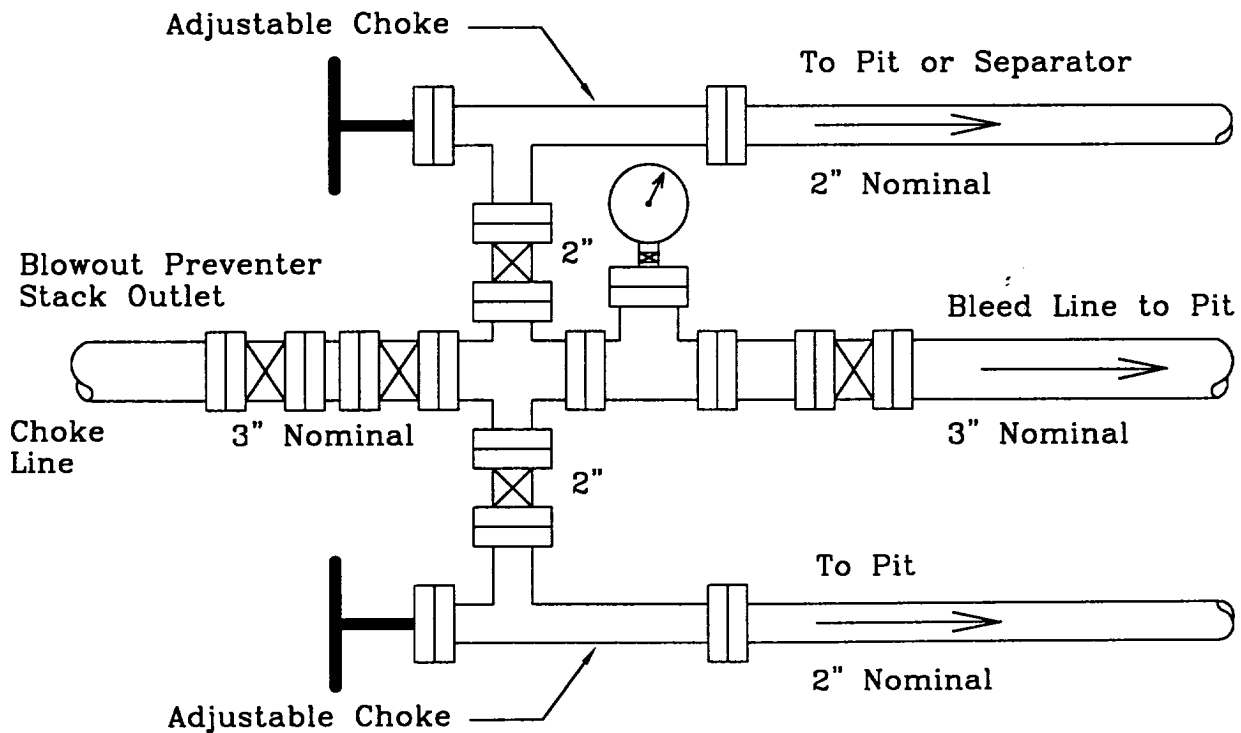 Adjustable Choke
To Pit or Separator
2" Nominal
2"
Blowout Preventer
Stack Outlet
Bleed Line to Pit
Choke
Line
3" Nominal
3" Nominal
2"
To Pit
2" Nominal
Adjustable Choke